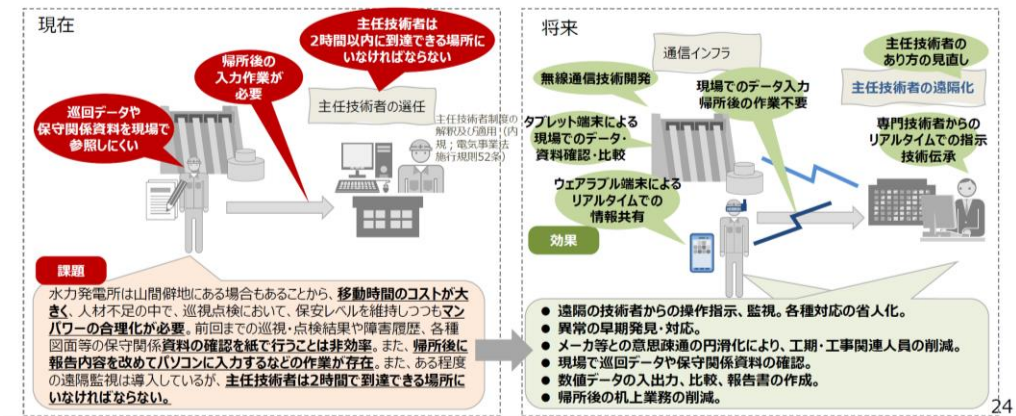 現在
主任技術者は
2時間以内に到達できる場所に
いなければならない
帰所後の
入力作業が
必要
巡回データや
保守関係資料を現場で
参照しにくい
主任技術者の選任
主任技術者制度の
解釈及び適用（内
規；電気事業法
施行規則52条）
課題
水力発電所は山間僻地にある場合もあることから、移動時間のコストが大
きく、人材不足の中で、巡視点検において、保安レベルを維持しつつもマン
パワーの合理化が必要。前回までの巡視・点検結果や障害履歴、各種
図面等の保守関係資料の確認を紙で行うことは非効率。また、帰所後に
報告内容を改めてパソコンに入力するなどの作業が存在。また、ある程度
の遠隔監視は導入しているが、主任技術者は2時間で到達できる場所に
いなければならない。
将来
通信インフラ
無線通信技術開発
現場でのデータ入力
帰所後の作業不要
主任技術者の
あり方の見直し
主任技術者の遠隔化
タブレット端末による
現場でのデータ・
資料確認・比較
専門技術者からの
リアルタイムでの指示
技術伝承
ウェアラブル端末による
リアルタイムでの
情報共有
効果
● 遠隔の技術者からの操作指示、監視。各種対応の省人化。
● 異常の早期発見・対応。
● メーカ等との意思疎通の円滑化により、工期・工事関連人員の削減。
● 現場で巡回データや保守関係資料の確認。
● 数値データの入出力、比較、報告書の作成。
● 帰所後の机上業務の削減。
24